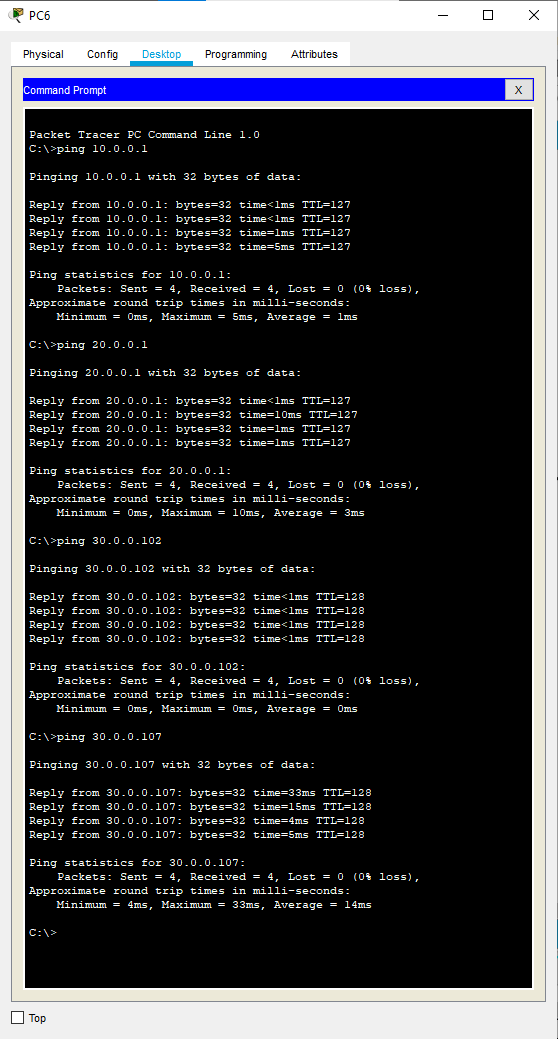 PC6
Physical Config Desktop Programming Attributes
Command Prompt X
Packet Tracer PC Command Line 1.0
C:\>ping 10.0.0.1
Pinging 10.0.0.1 with 32 bytes of data:
Reply from 10.0.0.1: bytes=32 time<1ms TTL=127
Reply from 10.0.0.1: bytes=32 time<1ms TTL=127
Reply from 10.0.0.1: bytes=32 time=1ms TTL=127
Reply from 10.0.0.1: bytes=32 time=5ms TTL=127
Ping statistics for 10.0.0.1:
    Packets: Sent = 4, Received = 4, Lost = 0 (0% loss),
Approximate round trip times in milli-seconds:
    Minimum = 0ms, Maximum = 5ms, Average = 1ms
C:\>ping 20.0.0.1
Pinging 20.0.0.1 with 32 bytes of data:
Reply from 20.0.0.1: bytes=32 time<1ms TTL=127
Reply from 20.0.0.1: bytes=32 time=10ms TTL=127
Reply from 20.0.0.1: bytes=32 time=1ms TTL=127
Reply from 20.0.0.1: bytes=32 time=1ms TTL=127
Ping statistics for 20.0.0.1:
    Packets: Sent = 4, Received = 4, Lost = 0 (0% loss),
Approximate round trip times in milli-seconds:
    Minimum = 0ms, Maximum = 10ms, Average = 3ms
C:\>ping 30.0.0.102
Pinging 30.0.0.102 with 32 bytes of data:
Reply from 30.0.0.102: bytes=32 time<1ms TTL=128
Reply from 30.0.0.102: bytes=32 time<1ms TTL=128
Reply from 30.0.0.102: bytes=32 time<1ms TTL=128
Reply from 30.0.0.102: bytes=32 time<1ms TTL=128
Ping statistics for 30.0.0.102:
    Packets: Sent = 4, Received = 4, Lost = 0 (0% loss),
Approximate round trip times in milli-seconds:
    Minimum = 0ms, Maximum = 0ms, Average = 0ms
C:\>ping 30.0.0.107
Pinging 30.0.0.107 with 32 bytes of data:
Reply from 30.0.0.107: bytes=32 time=33ms TTL=128
Reply from 30.0.0.107: bytes=32 time=15ms TTL=128
Reply from 30.0.0.107: bytes=32 time=4ms TTL=128
Reply from 30.0.0.107: bytes=32 time=5ms TTL=128
Ping statistics for 30.0.0.107:
    Packets: Sent = 4, Received = 4, Lost = 0 (0% loss),
Approximate round trip times in milli-seconds:
    Minimum = 4ms, Maximum = 33ms, Average = 14ms
C:\>
Top